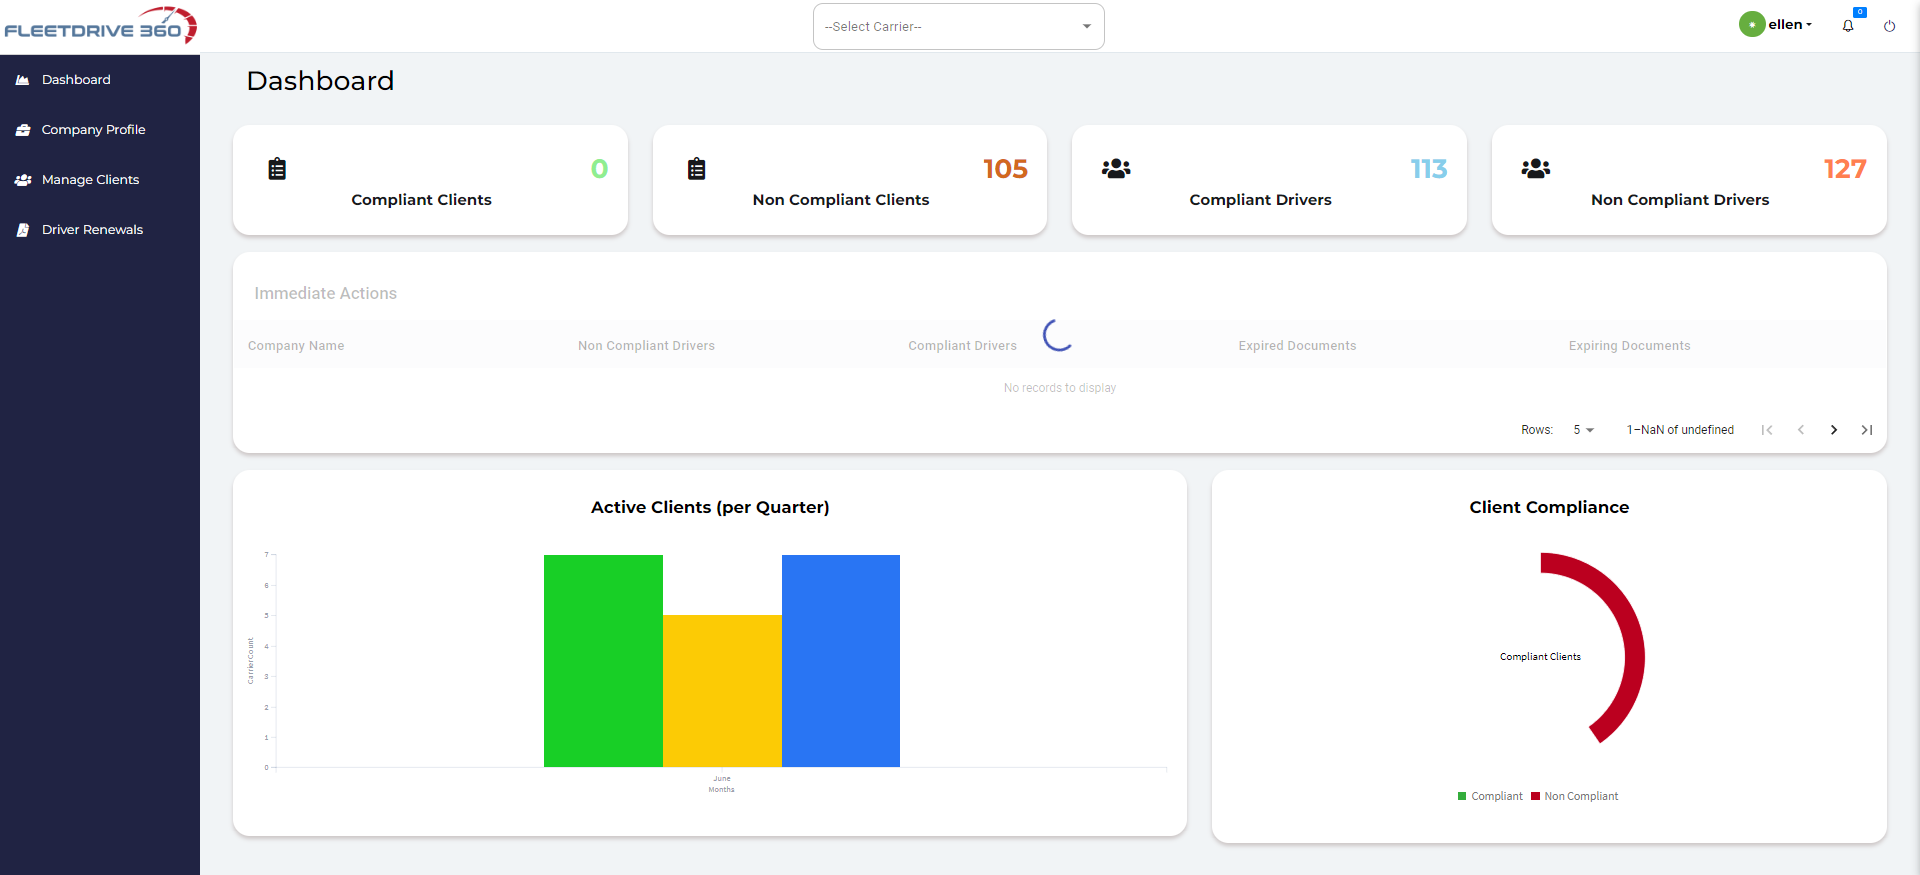 FLEETDRIVE 360
--Select Carrier--
ellen
0
Dashboard
Company Profile
Manage Clients
Driver Renewals
Dashboard
0
Compliant Clients
105
Non Compliant Clients
113
Compliant Drivers
127
Non Compliant Drivers
Immediate Actions
Company Name Non Compliant Drivers Compliant Drivers Expired Documents Expiring Documents
No records to display
Rows: 5 1-NaN of undefined
Active Clients (per Quarter)
7
6
5
4
3
2
1
0
CarrierCount
June
Months
Client Compliance
Compliant Clients
Compliant Non Compliant